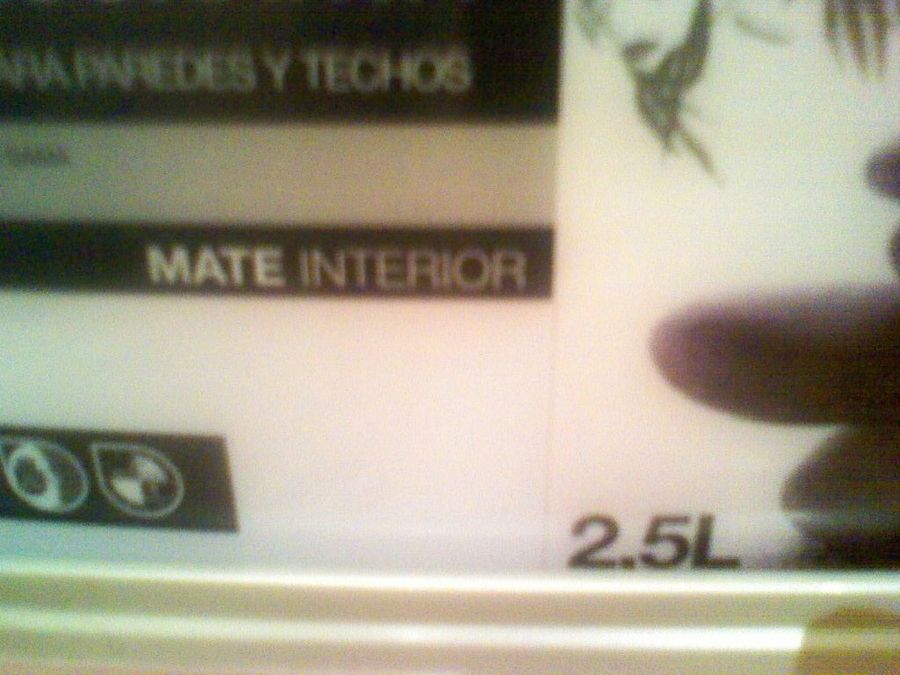 PAREDES Y TECHOS
MATE INTERIOR
2.5L